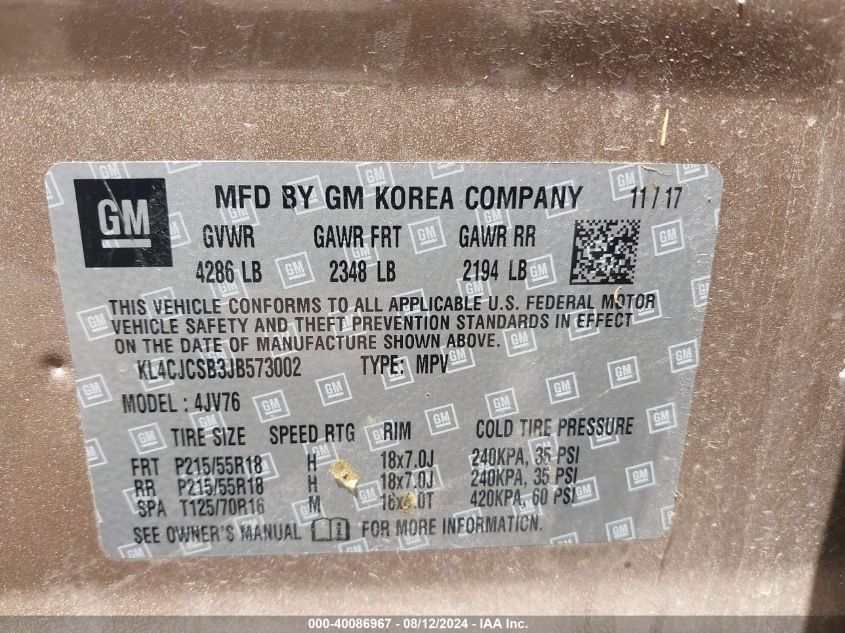 GM MFD BY GM KOREA COMPANY 11/17
GVWR GAWR FRT GAWR RR
4286 LB 2348 LB 2194 LB
THIS VEHICLE CONFORMS TO ALL APPLICABLE U.S. FEDERAL MOTOR
VEHICLE SAFETY AND THEFT PREVENTION STANDARDS IN EFFECT
ON THE DATE OF MANUFACTURE SHOWN ABOVE.
KL4CJCSB3JB573002 TYPE: MPV
MODEL: 4JV76
TIRE SIZE SPEED RTG RIM COLD TIRE PRESSURE
FRT P215/55R18 H 18x7.0J 240KPA, 35 PSI
RR P215/55R18 H 18x7.0J 240KPA, 35 PSI
SPA T125/70R16 M 420KPA, 60 PSI
SEE OWNER'S MANUAL FOR MORE INFORMATION.
000-40086967 - 08/12/2024 - IAA Inc.